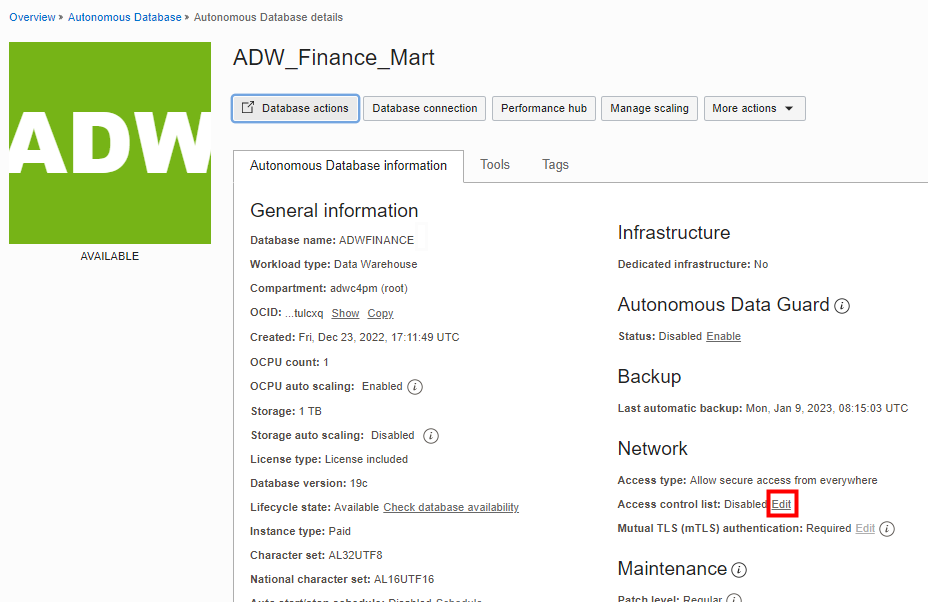 Overview » Autonomous Database » Autonomous Database details
ADW
AVAILABLE
ADW_Finance_Mart
Database actions
Database connection
Performance hub
Manage scaling
More actions
Autonomous Database information
Tools
Tags
General information
Database name: ADWFINANCE
Workload type: Data Warehouse
Compartment: adwc4pm (root)
OCID: ...tulcxq Show Copy
Created: Fri, Dec 23, 2022, 17:11:49 UTC
OCPU count: 1
OCPU auto scaling: Enabled
Storage: 1 TB
Storage auto scaling: Disabled
License type: License included
Database version: 19c
Lifecycle state: Available Check database availability
Instance type: Paid
Character set: AL32UTF8
National character set: AL16UTF16
Auto start/stop schedule: Disabled Schedule
Infrastructure
Dedicated infrastructure: No
Autonomous Data Guard
Status: Disabled Enable
Backup
Last automatic backup: Mon, Jan 9, 2023, 08:15:03 UTC
Network
Access type: Allow secure access from everywhere
Access control list: Disabled Edit
Mutual TLS (mTLS) authentication: Required Edit
Maintenance
Patch level: Regular